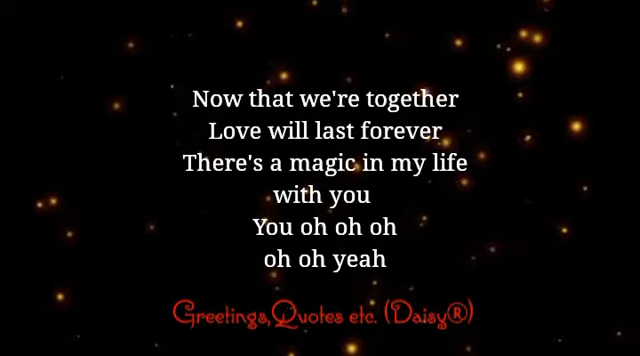 Now that we're together
Love will last forever
There's a magic in my life
with you
You oh oh oh
oh oh yeah
Greetings,Quotes etc. (Daisy®)